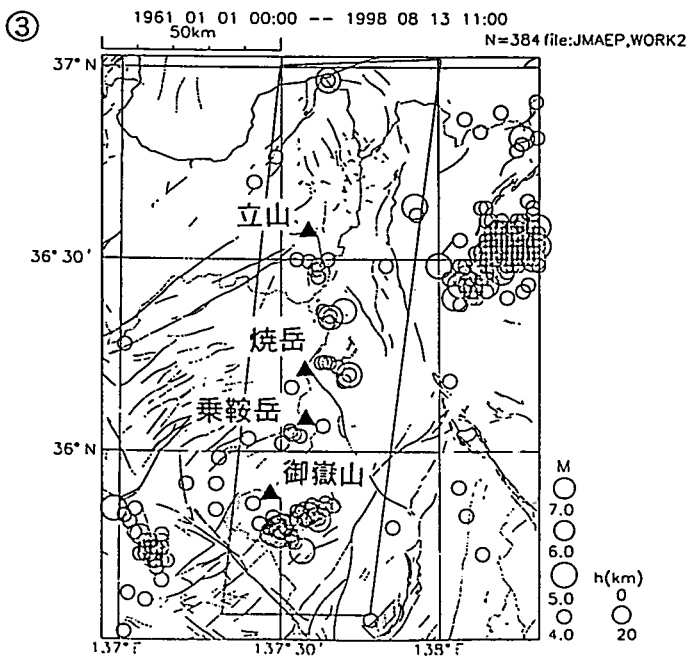 ③
1961 01 01 00:00 -- 1998 08 13 11:00
50km
N=384 file:JMAEP,WORK2
37° N
立山
36° 30′
焼岳
乗鞍岳
36° N
御嶽山
M
7.0
6.0
5.0
4.0
h(km)
0
20
137° E
137° 30′
138° E